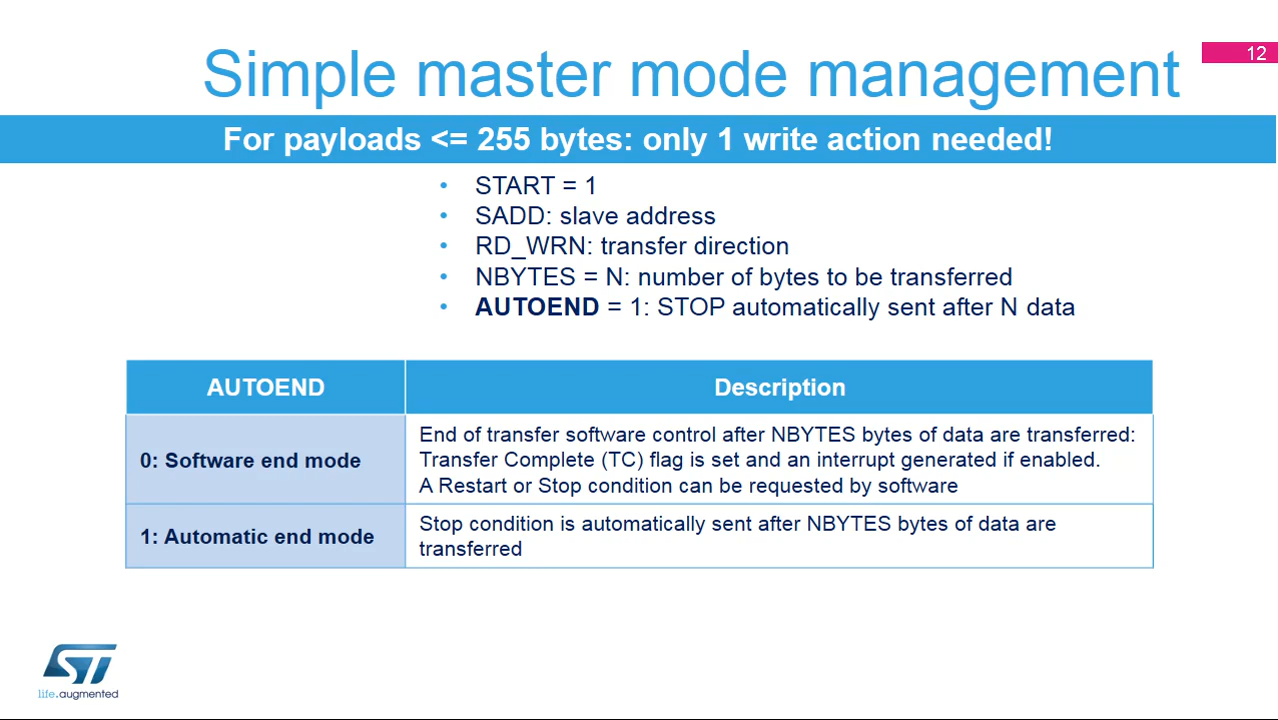 12
Simple master mode management
For payloads <= 255 bytes: only 1 write action needed!
• START = 1
• SADD: slave address
• RD_WRN: transfer direction
• NBYTES = N: number of bytes to be transferred
• AUTOEND = 1: STOP automatically sent after N data
AUTOEND
Description
0: Software end mode
End of transfer software control after NBYTES bytes of data are transferred:
Transfer Complete (TC) flag is set and an interrupt generated if enabled.
A Restart or Stop condition can be requested by software
1: Automatic end mode
Stop condition is automatically sent after NBYTES bytes of data are
transferred
ST
life.augmented